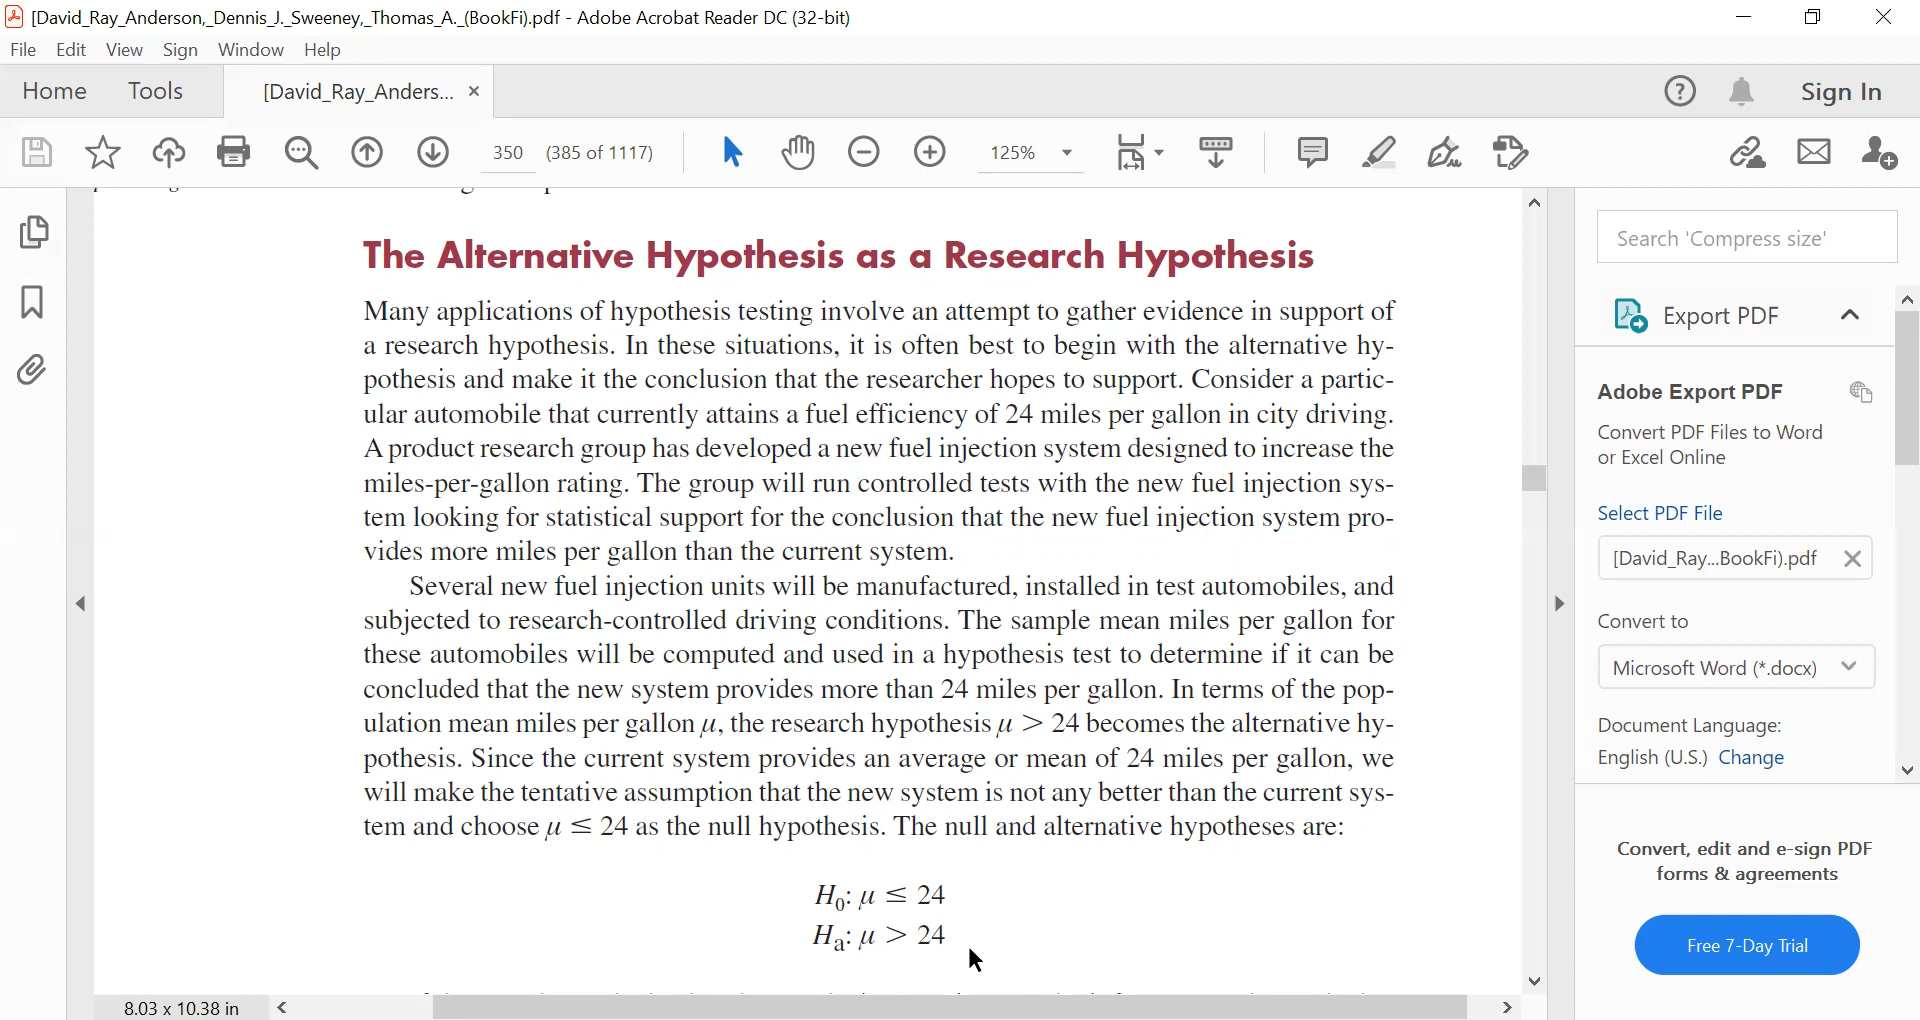 [David_Ray_Anderson,_Dennis_J._Sweeney,_Thomas_A._(BookFi).pdf - Adobe Acrobat Reader DC (32-bit)
File Edit View Sign Window Help
Home Tools [David_Ray_Anders... × Sign In
350 (385 of 1117) 125%
The Alternative Hypothesis as a Research Hypothesis
Many applications of hypothesis testing involve an attempt to gather evidence in support of
a research hypothesis. In these situations, it is often best to begin with the alternative hy-
pothesis and make it the conclusion that the researcher hopes to support. Consider a partic-
ular automobile that currently attains a fuel efficiency of 24 miles per gallon in city driving.
A product research group has developed a new fuel injection system designed to increase the
miles-per-gallon rating. The group will run controlled tests with the new fuel injection sys-
tem looking for statistical support for the conclusion that the new fuel injection system pro-
vides more miles per gallon than the current system.
Several new fuel injection units will be manufactured, installed in test automobiles, and
subjected to research-controlled driving conditions. The sample mean miles per gallon for
these automobiles will be computed and used in a hypothesis test to determine if it can be
concluded that the new system provides more than 24 miles per gallon. In terms of the pop-
ulation mean miles per gallon μ, the research hypothesis μ > 24 becomes the alternative hy-
pothesis. Since the current system provides an average or mean of 24 miles per gallon, we
will make the tentative assumption that the new system is not any better than the current sys-
tem and choose μ ≤ 24 as the null hypothesis. The null and alternative hypotheses are:
H₀: μ ≤ 24
Hₐ: μ > 24
8.03 x 10.38 in
Search 'Compress size'
Export PDF
Adobe Export PDF
Convert PDF Files to Word
or Excel Online
Select PDF File
[David_Ray...BookFi).pdf
Convert to
Microsoft Word (*.docx)
Document Language:
English (U.S.) Change
Convert, edit and e-sign PDF
forms & agreements
Free 7-Day Trial